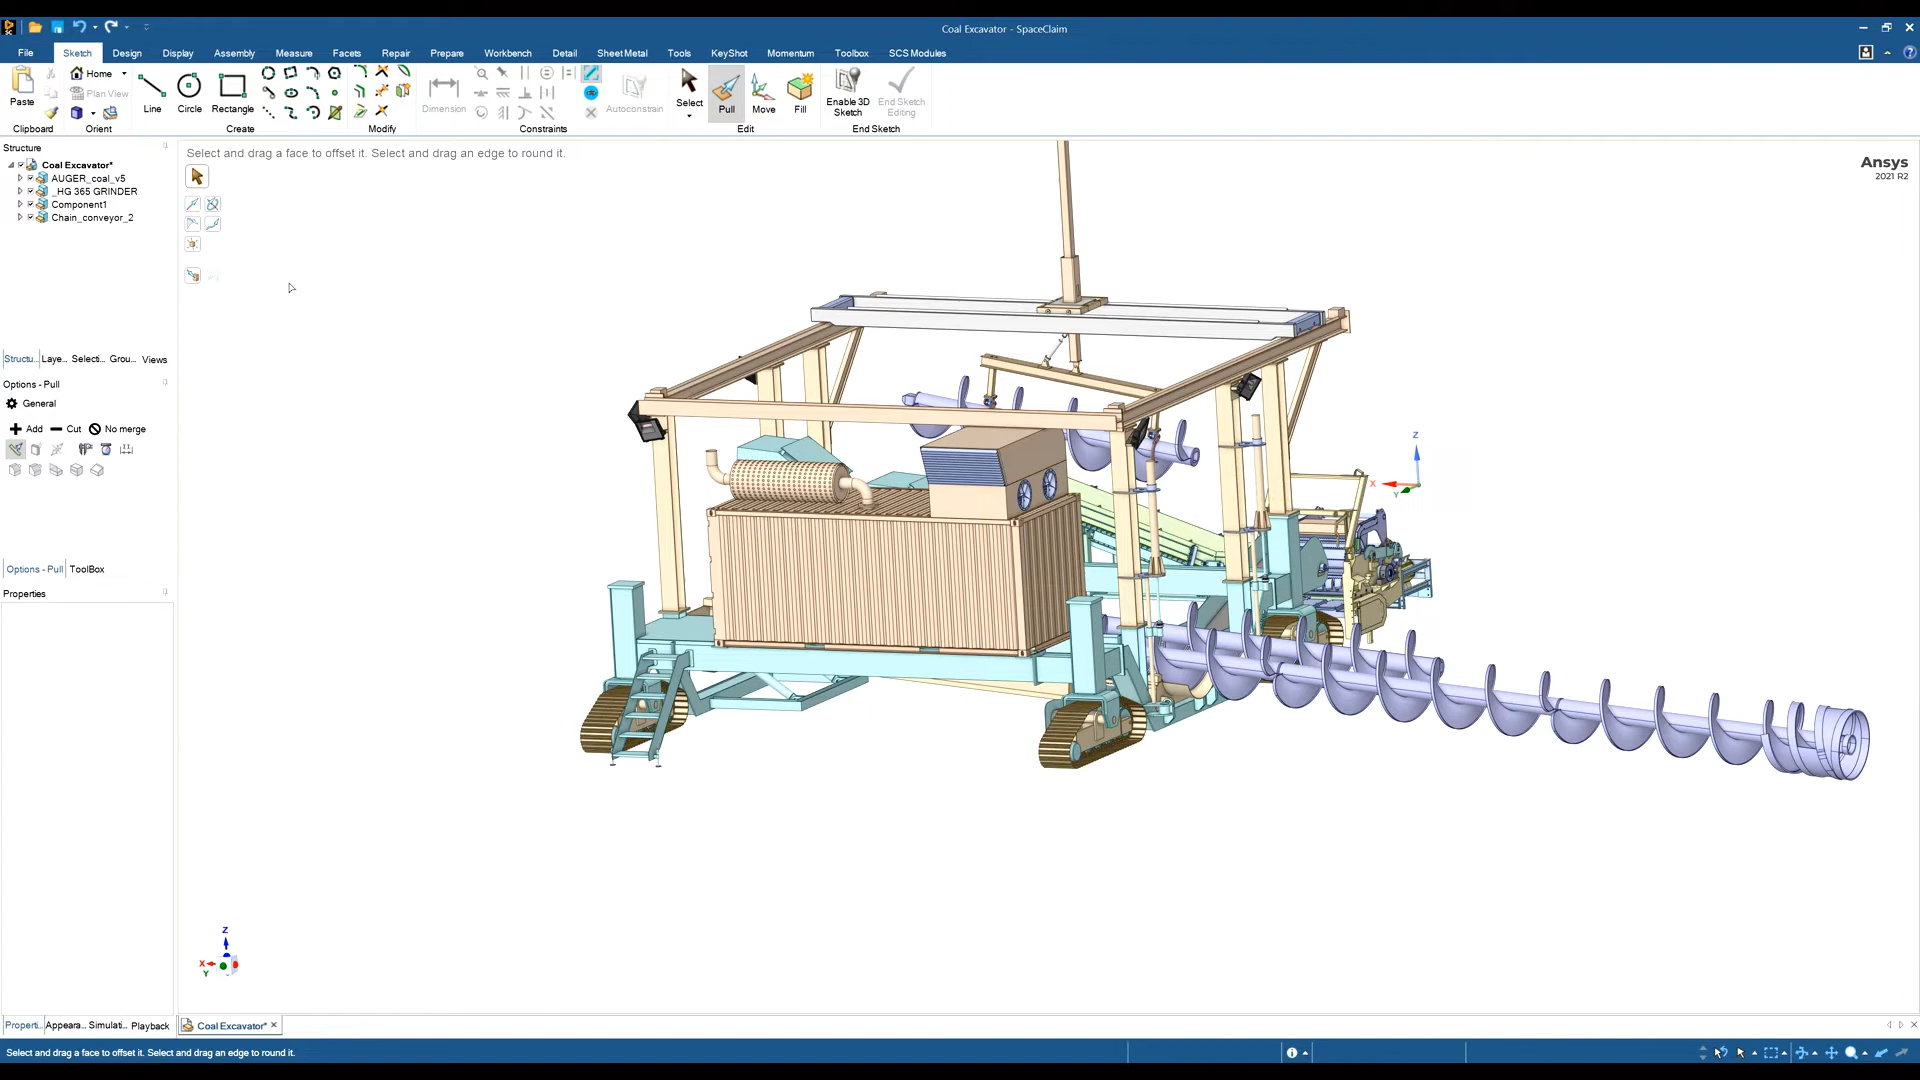 Coal Excavator - SpaceClaim
File Sketch Design Display Assembly Measure Facets Repair Prepare Workbench Detail Sheet Metal Tools KeyShot Momentum Toolbox SCS Modules
Paste
Home
Plan View
Line
Circle
Rectangle
Dimension
Autoconstrain
Select
Pull
Move
Fill
Enable 3D
Sketch
End Sketch
Editing
Clipboard Orient Create Modify Constraints Edit End Sketch
Structure
Coal Excavator*
AUGER_coal_v5
_HG 365 GRINDER
Component1
Chain_conveyor_2
Structu... Laye... Selecti... Grou... Views
Options - Pull
General
Add Cut No merge
Options - Pull ToolBox
Properties
Properti... Appeara... Simulati... Playback
Select and drag a face to offset it. Select and drag an edge to round it.
Ansys
2021 R2
Z
X
Y
Z
X
Y
Coal Excavator*
Select and drag a face to offset it. Select and drag an edge to round it.